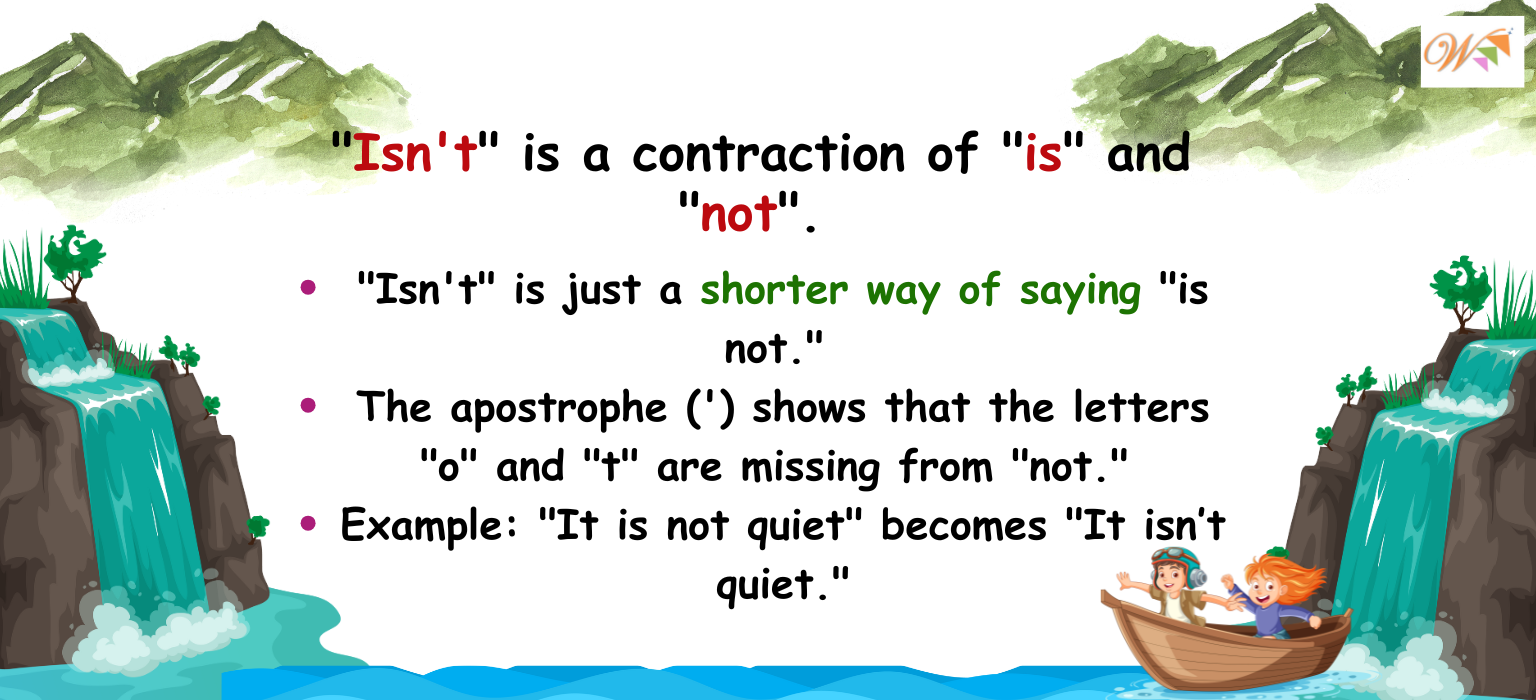 "Isn't" is a contraction of "is" and
"not".
• "Isn't" is just a shorter way of saying "is
not."
• The apostrophe (') shows that the letters
"o" and "t" are missing from "not."
• Example: "It is not quiet" becomes "It isn’t
quiet."
W